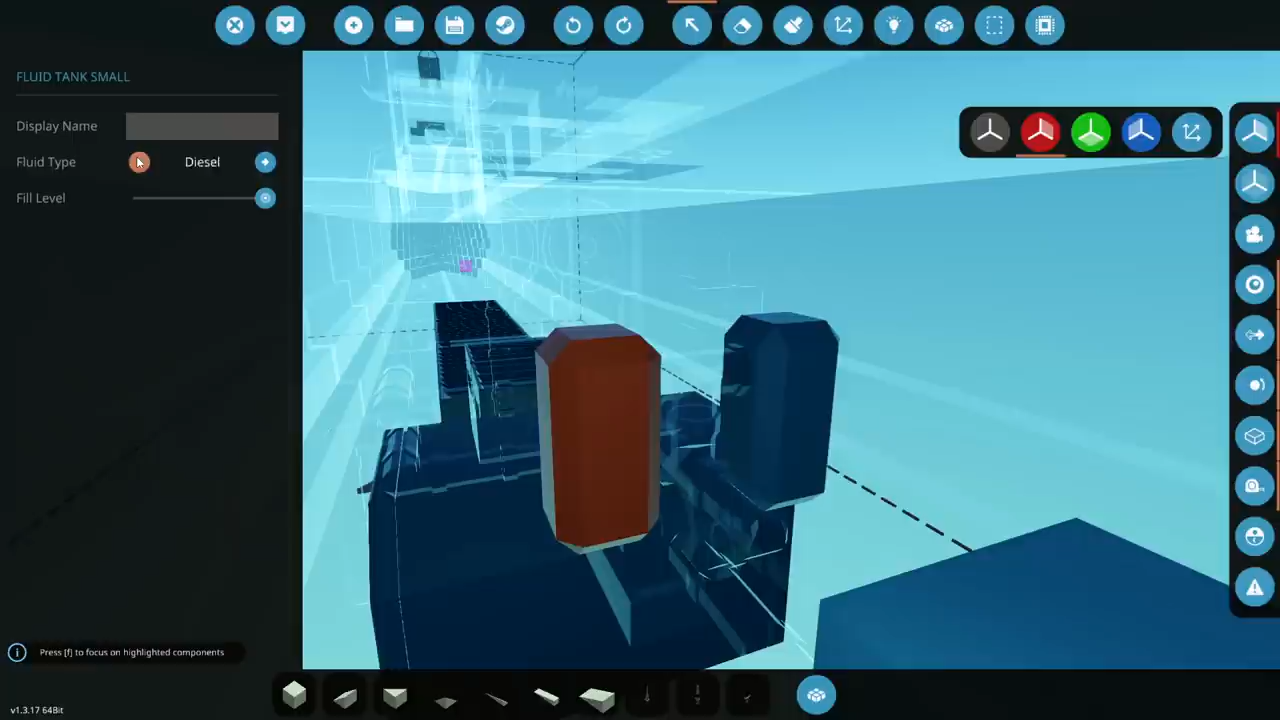 FLUID TANK SMALL
Display Name
Fluid Type Diesel
Fill Level
Press [f] to focus on highlighted components
v1.3.17 64Bit